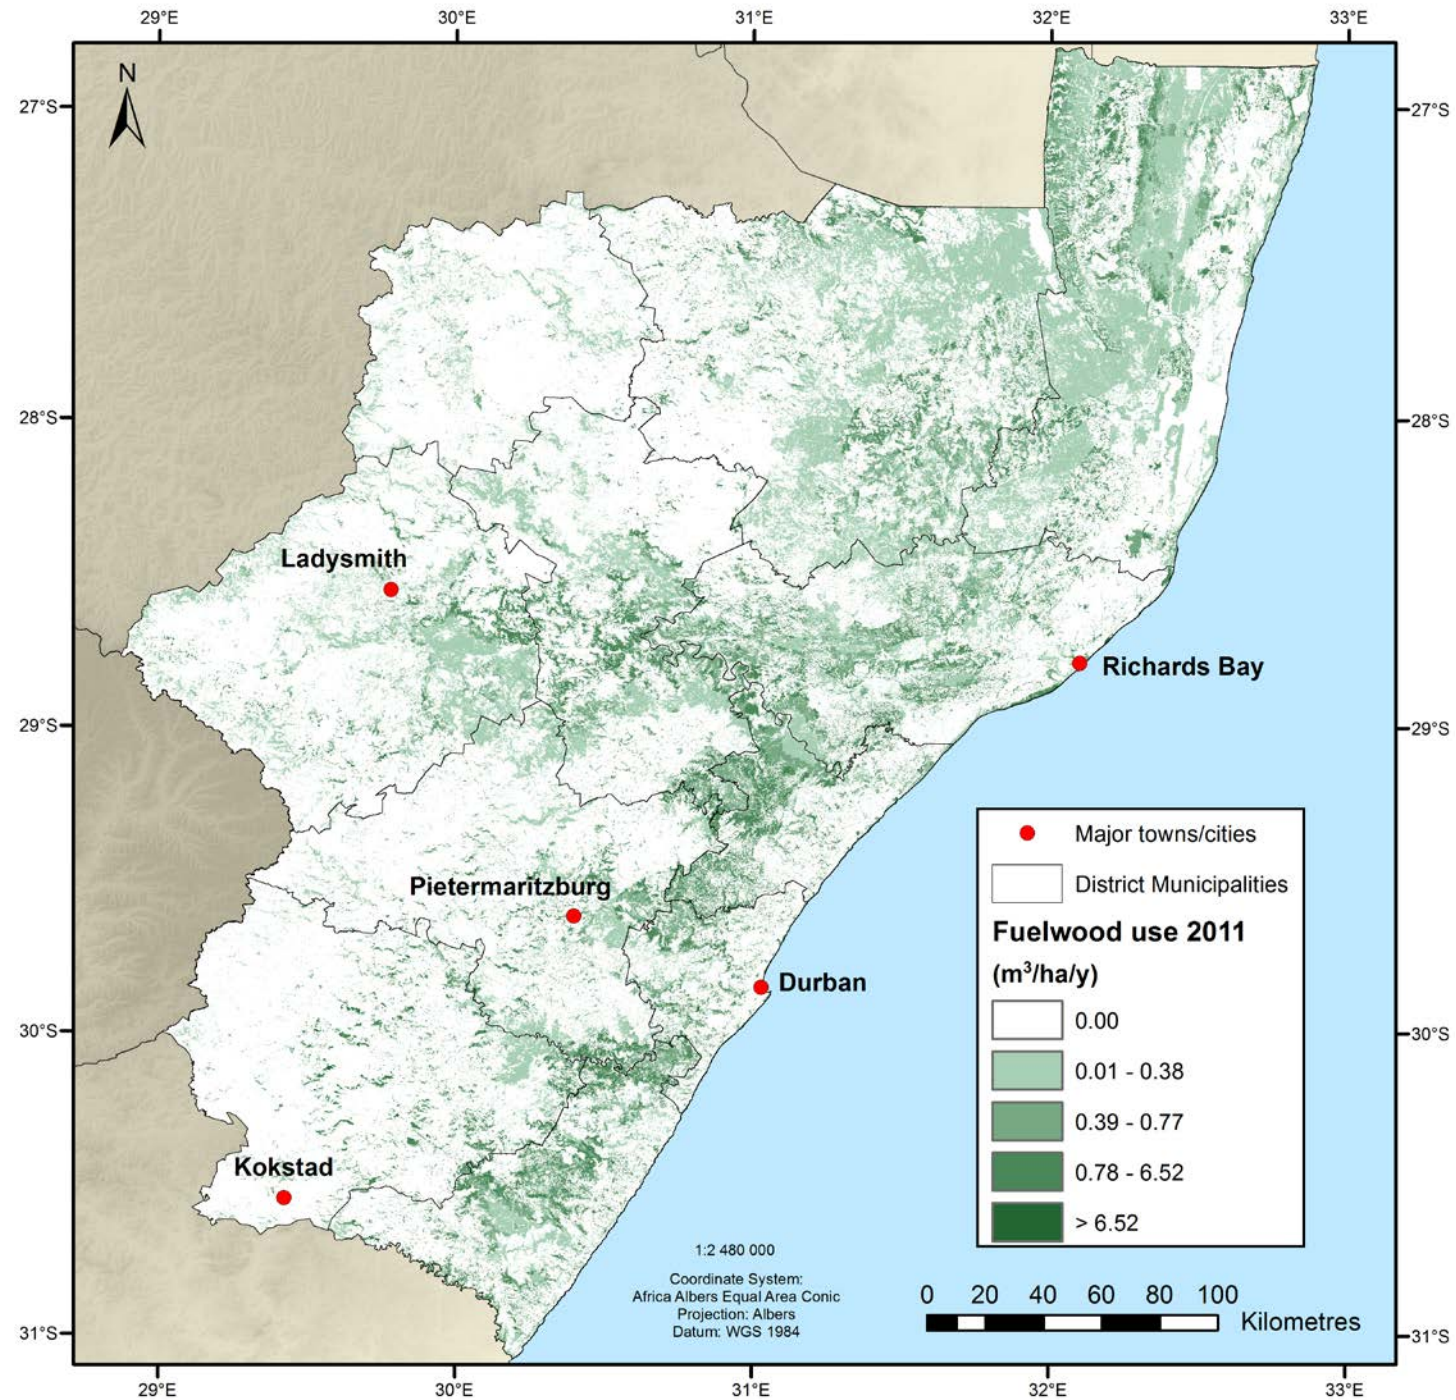 29°E 30°E 31°E 32°E 33°E
N
27°S 27°S
28°S 28°S
Ladysmith
Richards Bay
29°S 29°S
Major towns/cities
District Municipalities
Pietermaritzburg
Fuelwood use 2011
(m³/ha/y)
Durban
0.00
30°S 30°S
0.01 - 0.38
0.39 - 0.77
Kokstad
0.78 - 6.52
> 6.52
1:2 480 000
Coordinate System:
Africa Albers Equal Area Conic
Projection: Albers
Datum: WGS 1984
0 20 40 60 80 100
Kilometres
31°S 31°S
29°E 30°E 31°E 32°E 33°E